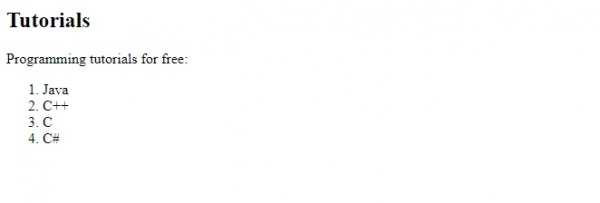 Tutorials
Programming tutorials for free:
1. Java
2. C++
3. C
4. C#